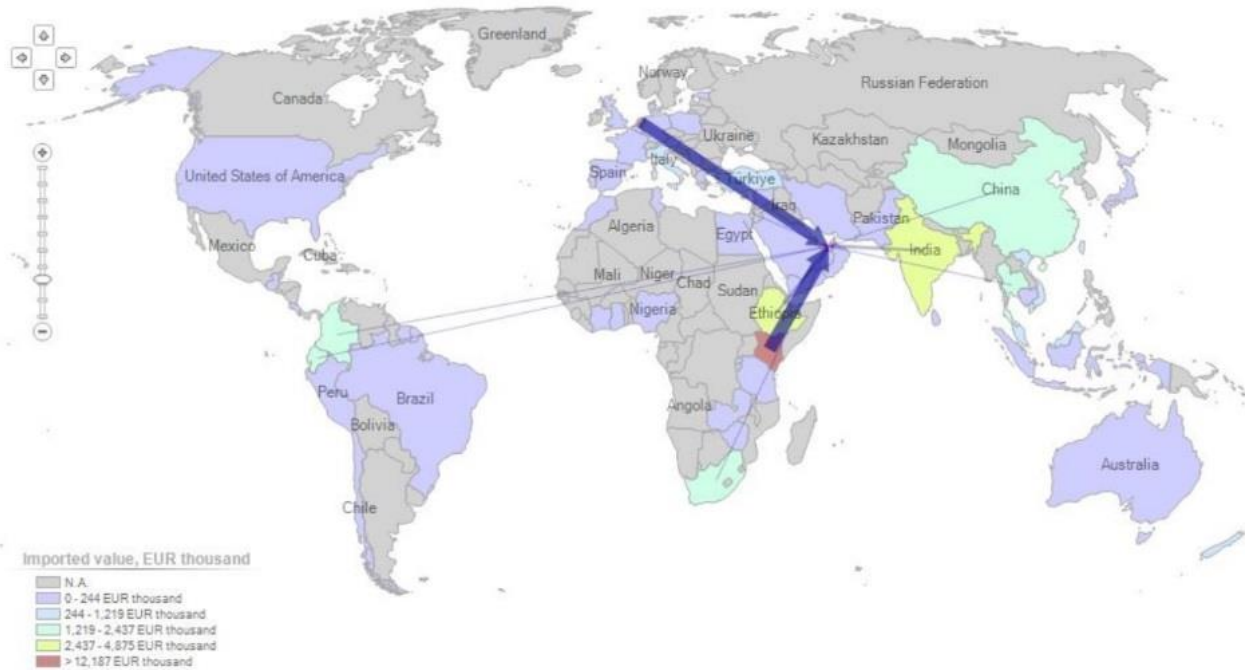 Greenland
Norway
Russian Federation
Canada
Ukraine
Kazakhstan
Mongolia
Italy
Türkiye
Spain
United States of America
China
Iran
Pakistan
Algeria
Egypt
Mexico
Cuba
India
Mali
Niger
Chad
Sudan
Nigeria
Ethiopia
Peru
Brazil
Angola
Bolivia
Australia
Chile
Imported value, EUR thousand
N.A.
0 - 244 EUR thousand
244 - 1,219 EUR thousand
1,219 - 2,437 EUR thousand
2,437 - 4,875 EUR thousand
> 12,187 EUR thousand